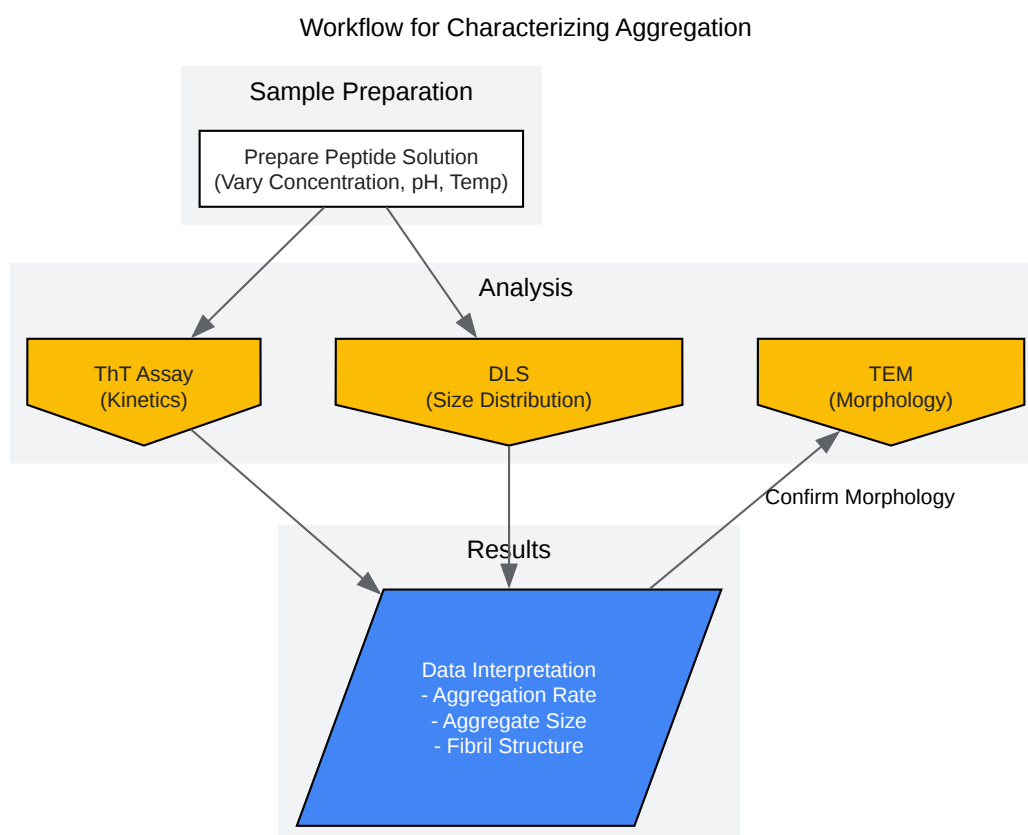 Workflow for Characterizing Aggregation
Sample Preparation
Prepare Peptide Solution
(Vary Concentration, pH, Temp)
Analysis
ThT Assay
(Kinetics)
DLS
(Size Distribution)
TEM
(Morphology)
Confirm Morphology
Results
Data Interpretation
- Aggregation Rate
- Aggregate Size
- Fibril Structure